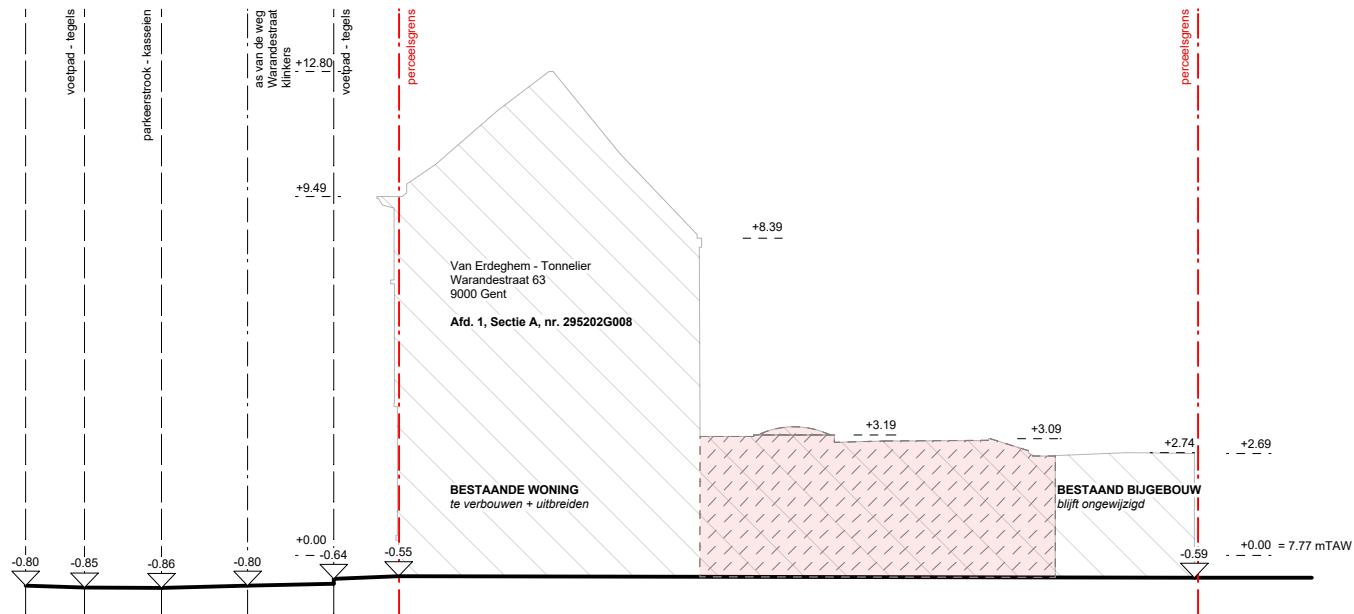 voetpad - tegels
parkeerstrook - kasseien
as van de weg
Warandestraat
klinkers
voetpad - tegels
perceelsgrens
perceelsgrens
+12.80
+9.49
+8.39
Van Erdeghem - Tonnelier
Warandestraat 63
9000 Gent
Afd. 1, Sectie A, nr. 295202G008
+3.19
+3.09
+2.74
+2.69
BESTAANDE WONING
te verbouwen + uitbreiden
BESTAAND BIJGEBOUW
blijft ongewijzigd
+0.00
+0.00 = 7.77 mTAW
-0.80
-0.85
-0.86
-0.80
-0.64
-0.55
-0.59